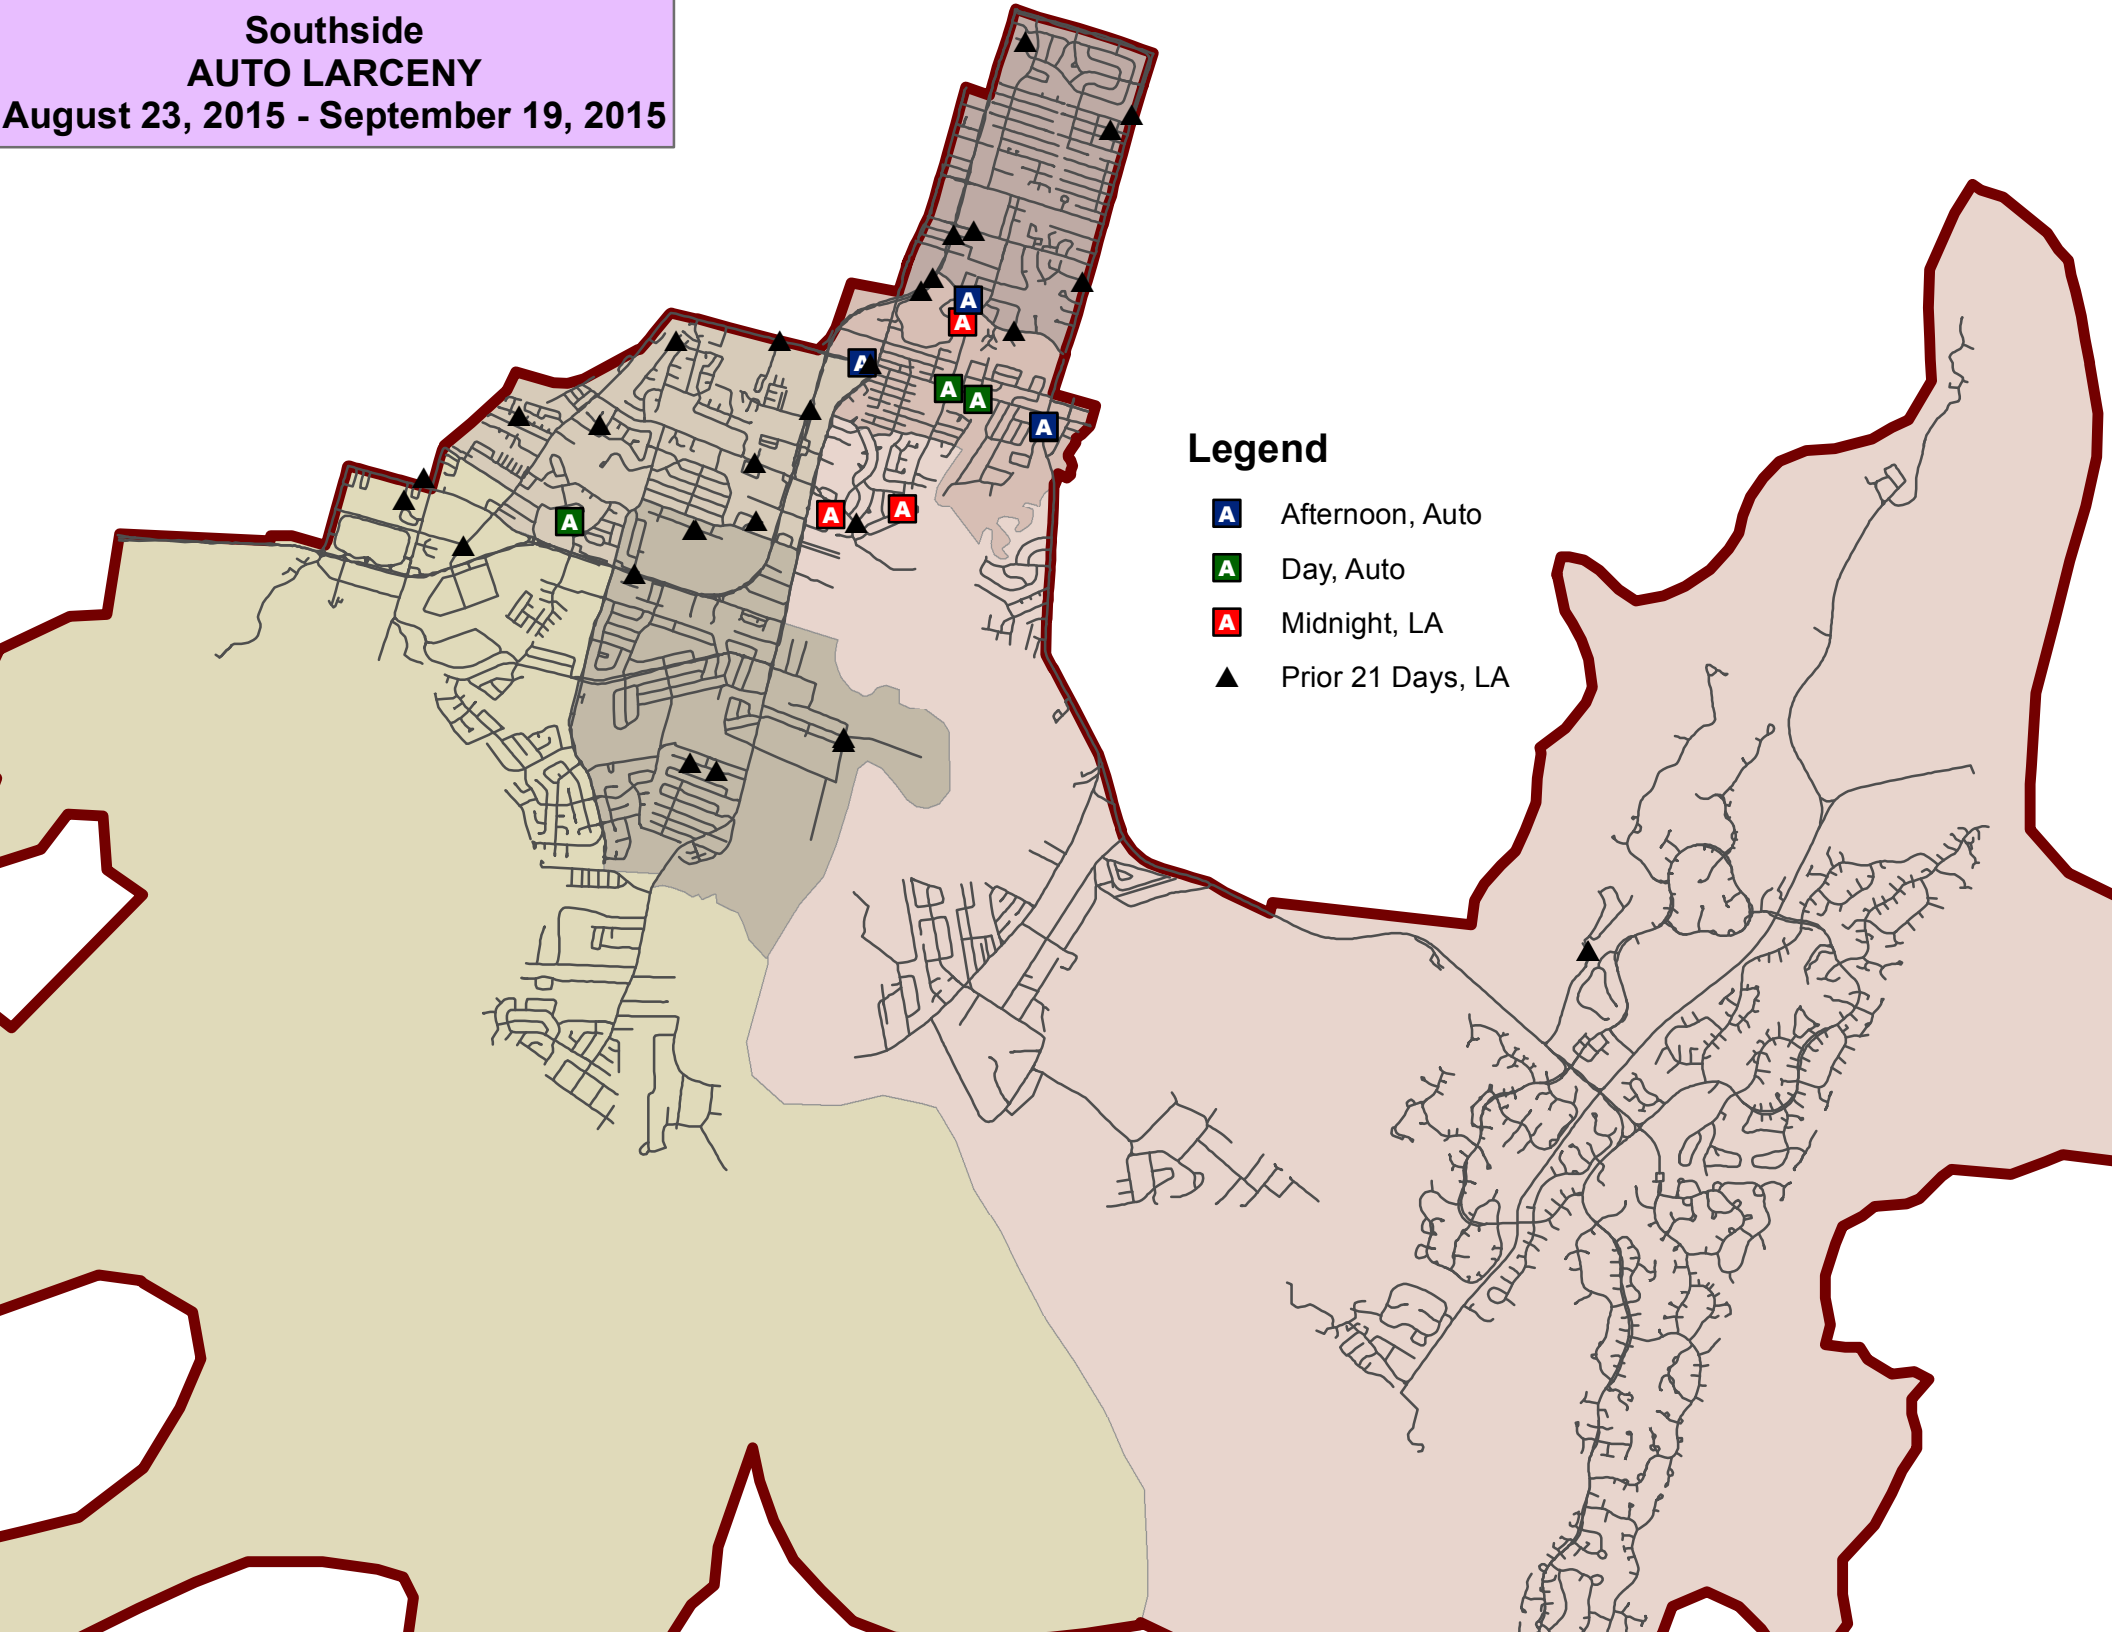 Southside
AUTO LARCENY
August 23, 2015 - September 19, 2015
A
A
A
A
A
A
A
A
A
Legend
A Afternoon, Auto
A Day, Auto
A Midnight, LA
Prior 21 Days, LA